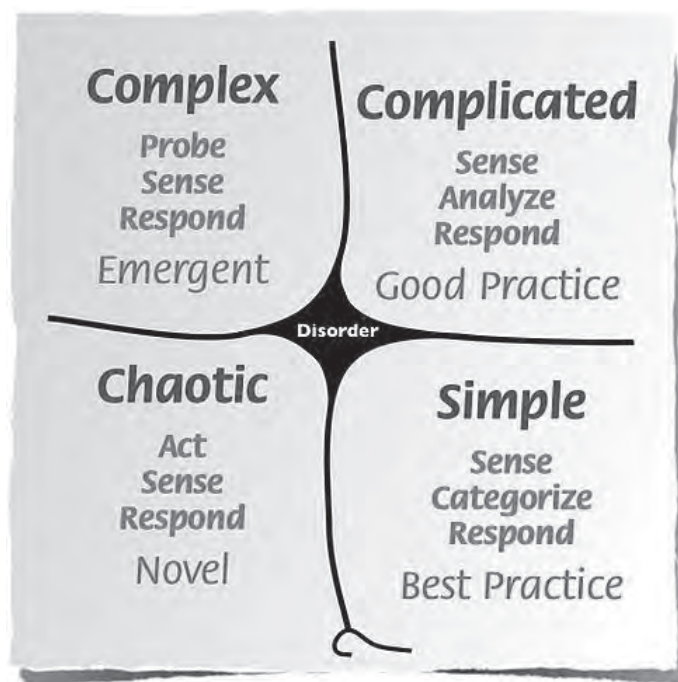 Complex
Probe
Sense
Respond
Emergent
Complicated
Sense
Analyze
Respond
Good Practice
Disorder
Chaotic
Act
Sense
Respond
Novel
Simple
Sense
Categorize
Respond
Best Practice